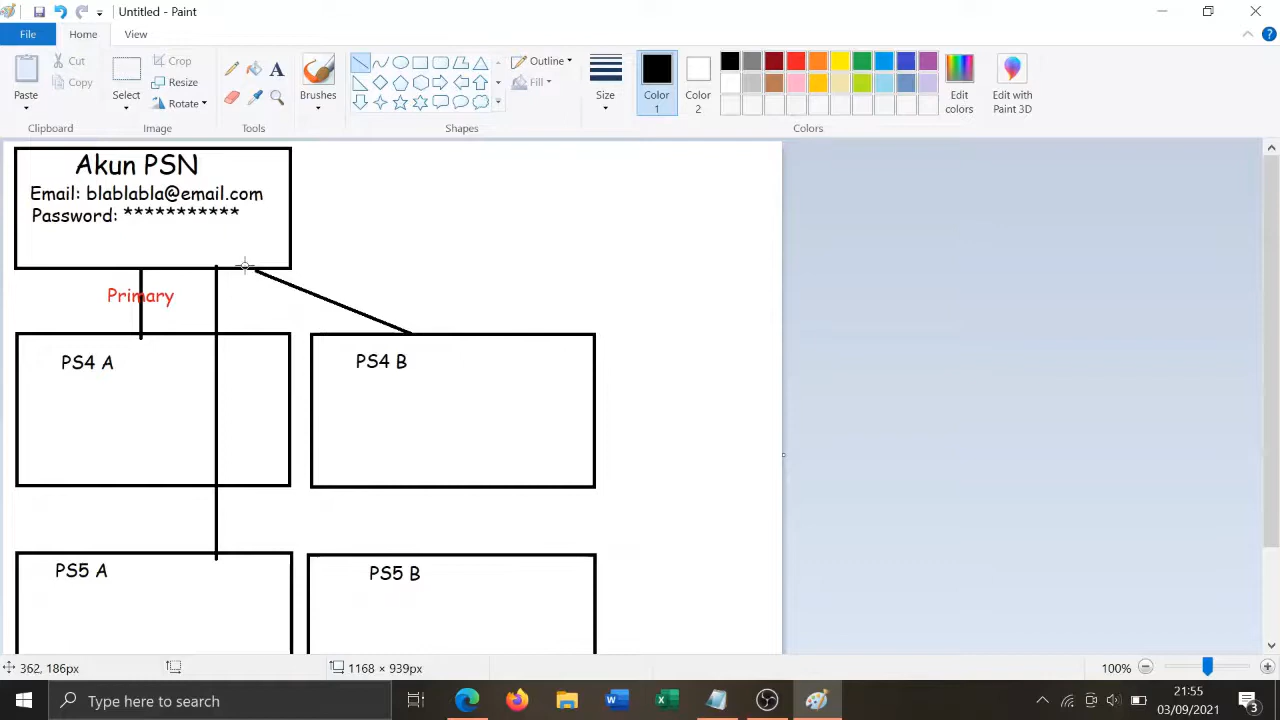 Untitled - Paint
File
Home
View
Paste
Cut
Copy
Clipboard
Select
Crop
Resize
Rotate
Image
Tools
Brushes
Shapes
Outline
Fill
Size
Color
1
Color
2
Edit
colors
Edit with
Paint 3D
Colors
Akun PSN
Email: blablabla@email.com
Password: ***********
Primary
PS4 A
PS4 B
PS5 A
PS5 B
362, 186px
1168 × 939px
100%
Type here to search
21:55
03/09/2021
3